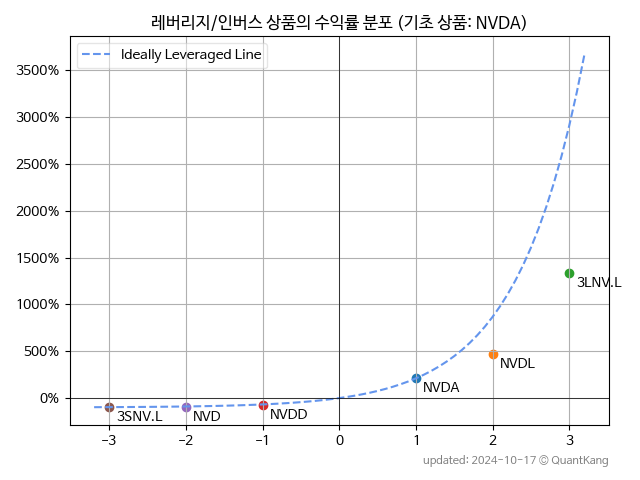 레버리지/인버스 상품의 수익률 분포 (기초 상품: NVDA)
Ideally Leveraged Line
3500%
3000%
2500%
2000%
1500%
1000%
500%
0%
3LNV.L
NVDL
NVDA
3SNV.L
NVD
NVDD
−3
−2
−1
0
1
2
3
updated: 2024-10-17 © QuantKang